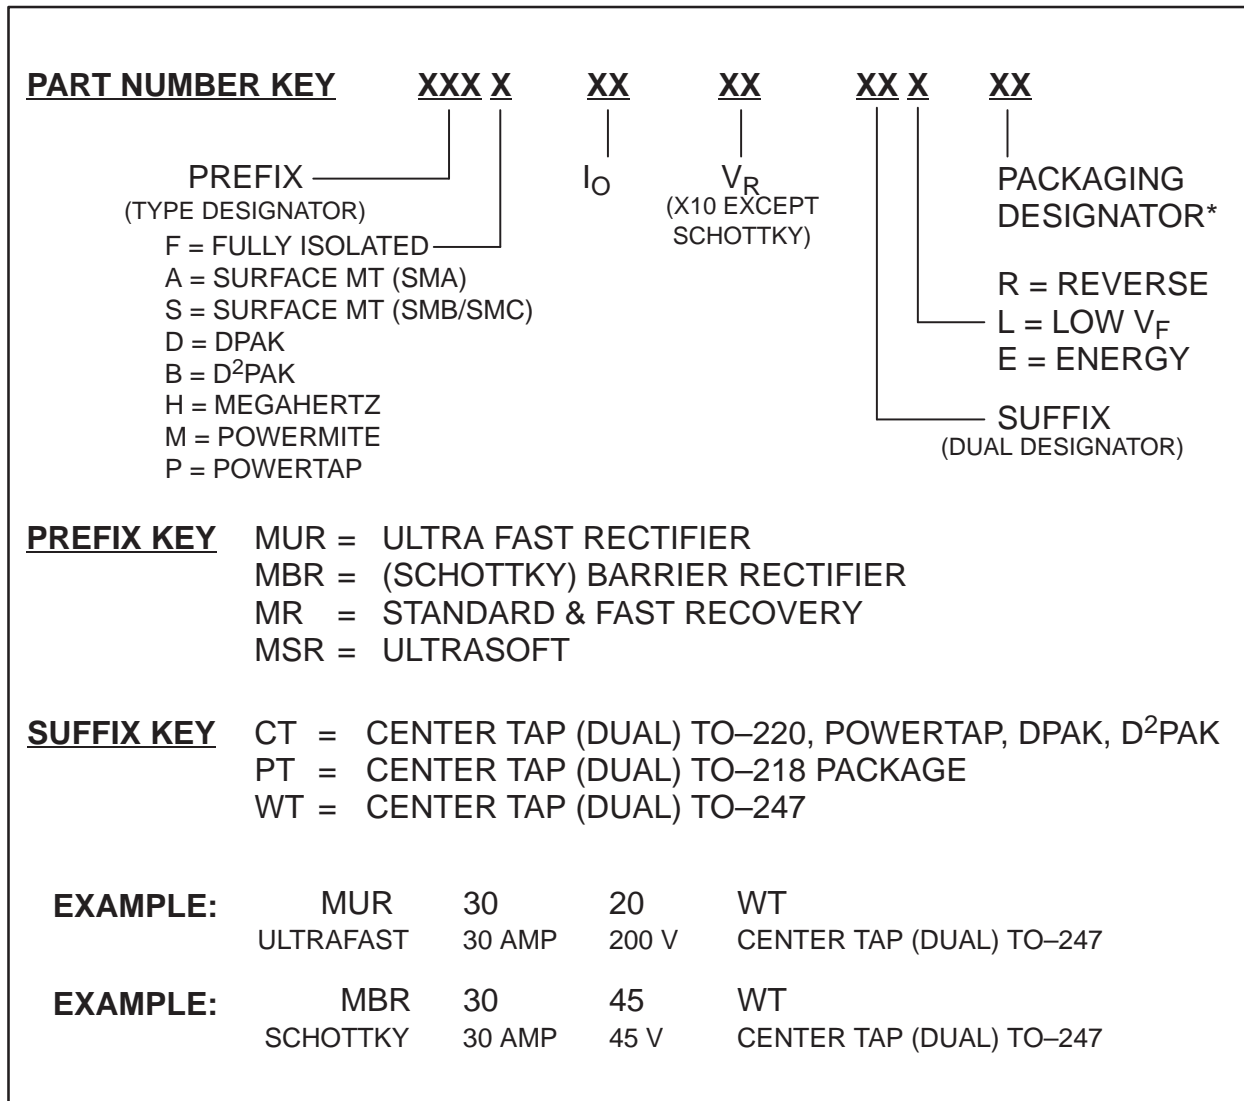 PART NUMBER KEY XXX X XX XX XX X XX
PREFIX IO VR PACKAGING
(TYPE DESIGNATOR) (X10 EXCEPT DESIGNATOR*
F = FULLY ISOLATED SCHOTTKY)
A = SURFACE MT (SMA) R = REVERSE
S = SURFACE MT (SMB/SMC) L = LOW VF
D = DPAK E = ENERGY
B = D²PAK
H = MEGAHERTZ SUFFIX
M = POWERMITE (DUAL DESIGNATOR)
P = POWERTAP
PREFIX KEY MUR = ULTRA FAST RECTIFIER
MBR = (SCHOTTKY) BARRIER RECTIFIER
MR = STANDARD & FAST RECOVERY
MSR = ULTRASOFT
SUFFIX KEY CT = CENTER TAP (DUAL) TO–220, POWERTAP, DPAK, D²PAK
PT = CENTER TAP (DUAL) TO–218 PACKAGE
WT = CENTER TAP (DUAL) TO–247
EXAMPLE: MUR 30 20 WT
ULTRAFAST 30 AMP 200 V CENTER TAP (DUAL) TO–247
EXAMPLE: MBR 30 45 WT
SCHOTTKY 30 AMP 45 V CENTER TAP (DUAL) TO–247